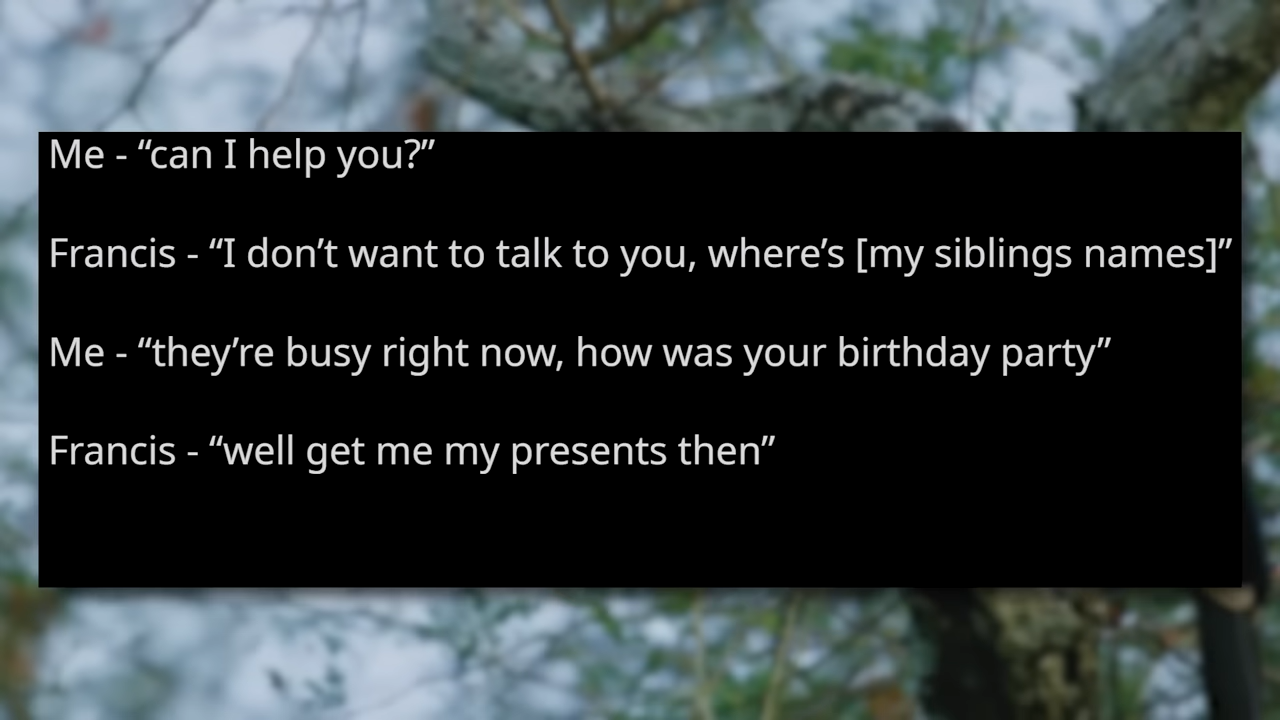 Me - “can I help you?”
Francis - “I don’t want to talk to you, where’s [my siblings names]”
Me - “they’re busy right now, how was your birthday party”
Francis - “well get me my presents then”